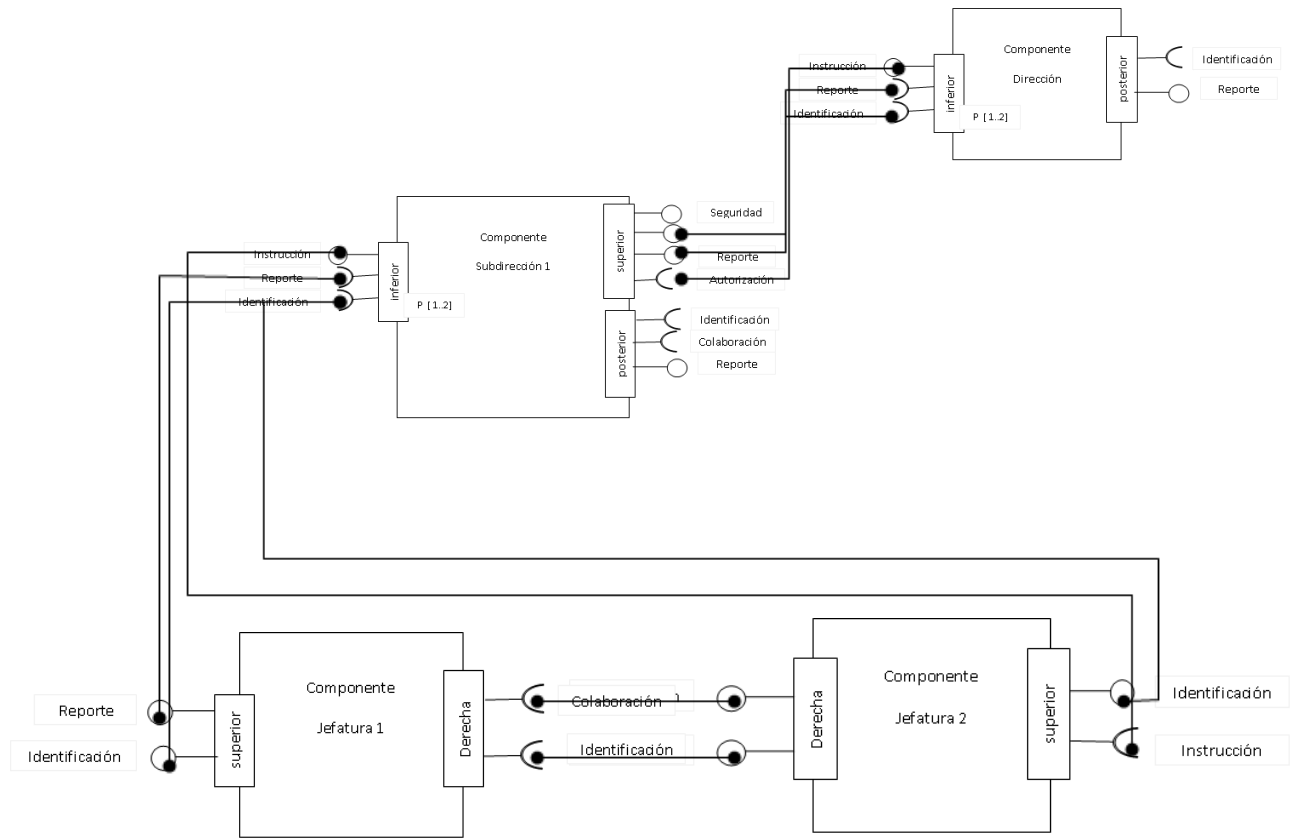 Componente
Dirección
Instrucción
Reporte
Identificación
inferior
P [1..2]
posterior
Identificación
Reporte
Componente
Subdirección 1
Instrucción
Reporte
Identificación
inferior
P [1..2]
superior
Seguridad
Reporte
Autorización
posterior
Identificación
Colaboración
Reporte
Componente
Jefatura 1
Reporte
Identificación
superior
Derecha
Colaboración
Identificación
Componente
Jefatura 2
Derecha
superior
Identificación
Instrucción